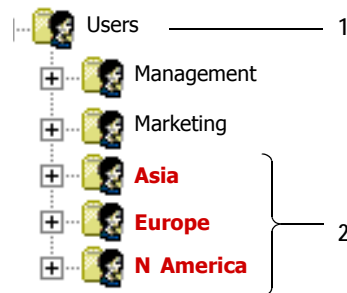 Users 1
Management
Marketing
Asia
Europe 2
N America